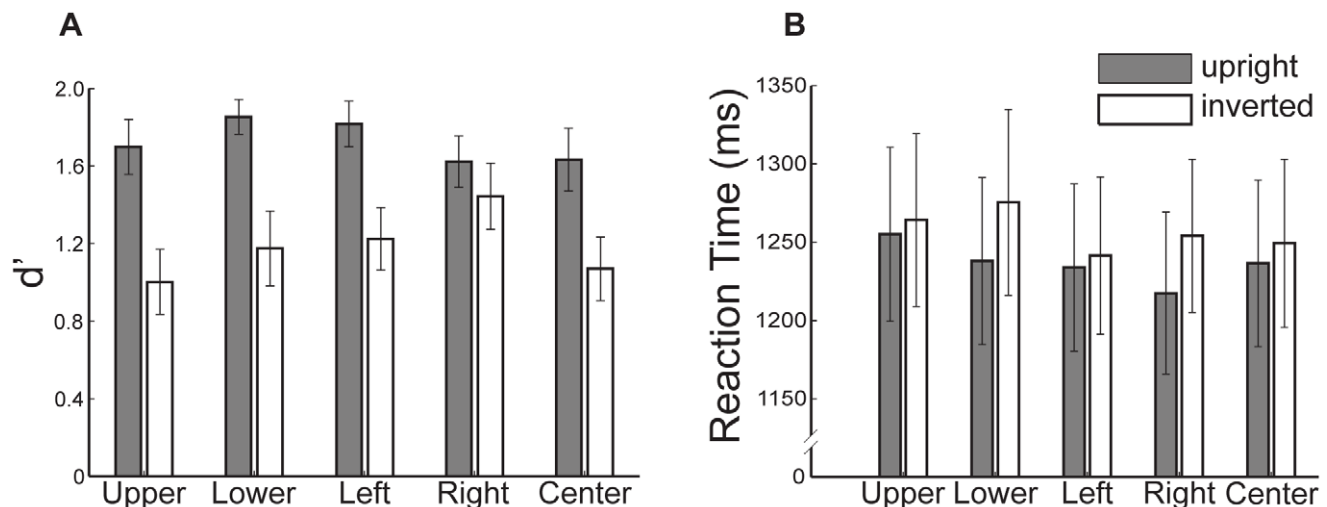 A
d'
2.0
1.6
1.2
0.8
0.4
0
Upper Lower Left Right Center
B
upright
inverted
Reaction Time (ms)
1350
1300
1250
1200
1150
0
Upper Lower Left Right Center